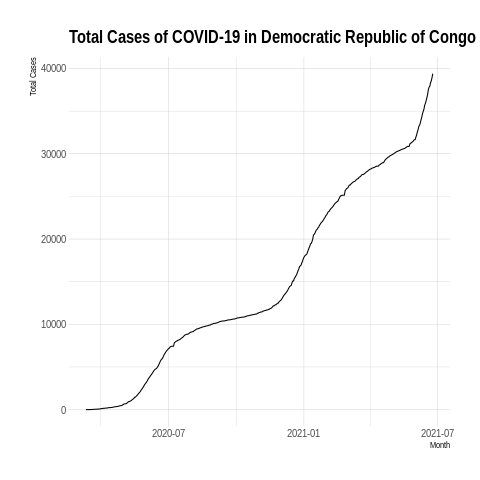 Total Cases of COVID-19 in Democratic Republic of Congo
Total Cases
40000
30000
20000
10000
0
2020-07
2021-01
2021-07
Month